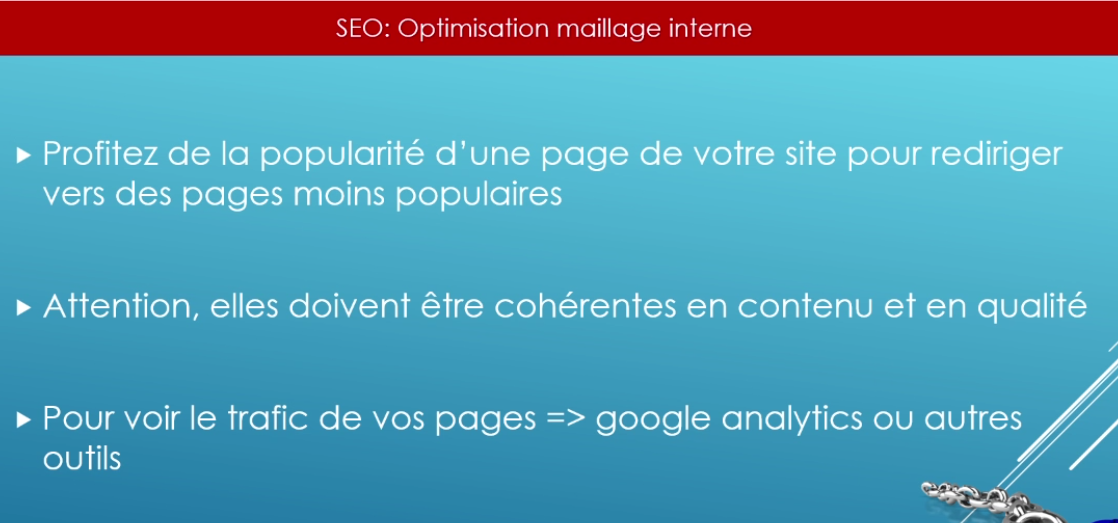 SEO: Optimisation maillage interne
Profitez de la popularité d'une page de votre site pour rediriger
vers des pages moins populaires
Attention, elles doivent être cohérentes en contenu et en qualité
Pour voir le trafic de vos pages => google analytics ou autres
outils